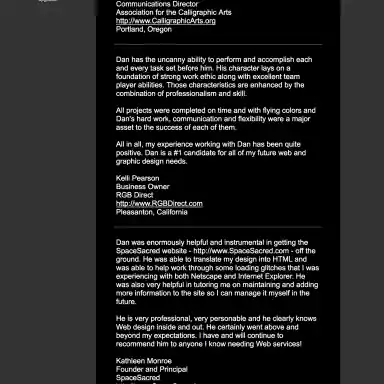 Communications Director
Association for the Calligraphic Arts
http://www.CalligraphicArts.org
Portland, Oregon
Dan has the uncanny ability to perform and accomplish each
and every task set before him. His character lays on a
foundation of strong work ethic along with excellent team
player abilities. Those characteristics are enhanced by the
combination of professionalism and skill.
All projects were completed on time and with flying colors and
Dan's hard work, communication and flexibility were a major
asset to the success of each of them.
All in all, my experience working with Dan has been quite
positive. Dan is a #1 candidate for all of my future web and
graphic design needs.
Kelli Pearson
Business Owner
RGB Direct
http://www.RGBDirect.com
Pleasanton, California
Dan was enormously helpful and instrumental in getting the
SpaceSacred website - http://www.SpaceSacred.com - off the
ground. He was able to translate my design into HTML and
was able to help work through some loading glitches that I was
experiencing with both Netscape and Internet Explorer. He
was also very helpful in tutoring me on maintaining and adding
more information to the site so I can manage it myself in the
future.
He is very professional, very personable and he clearly knows
Web design inside and out. He certainly went above and
beyond my expectations. I have and will continue to
recommend him to anyone I know needing Web services!
Kathleen Monroe
Founder and Principal
SpaceSacred